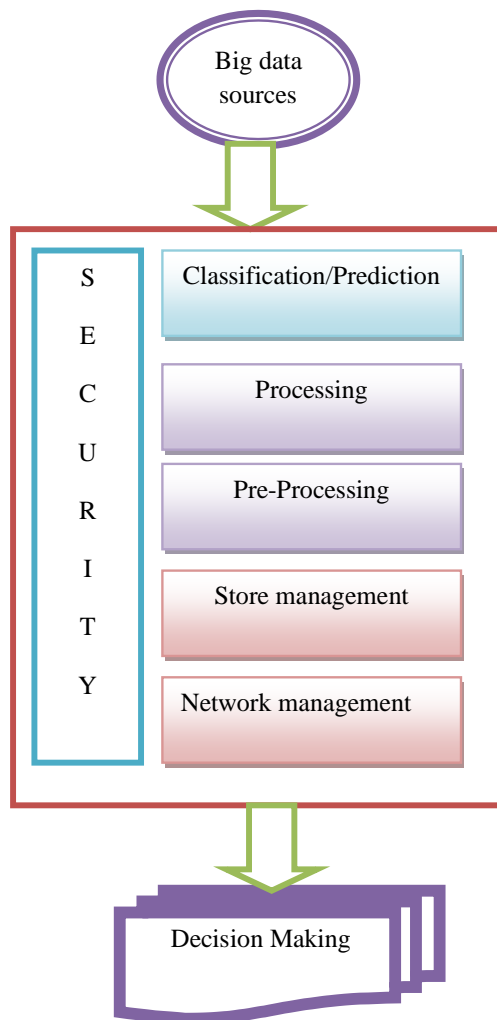 Big data
sources
S
E
C
U
R
I
T
Y
Classification/Prediction
Processing
Pre-Processing
Store management
Network management
Decision Making